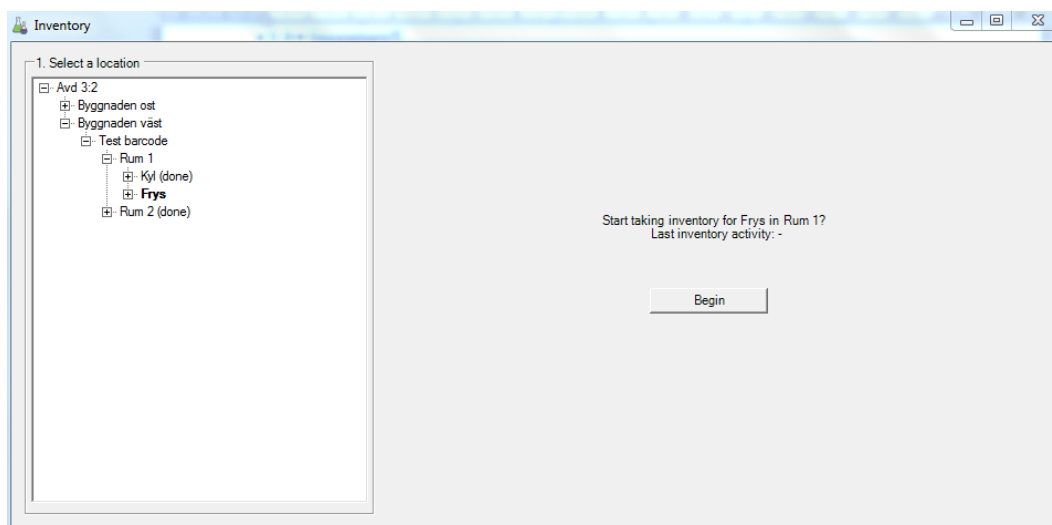 Inventory
1. Select a location
Avd 3:2
Byggnaden ost
Byggnaden väst
Test barcode
Rum 1
Kyl (done)
Frys
Rum 2 (done)
Start taking inventory for Frys in Rum 1?
Last inventory activity: -
Begin